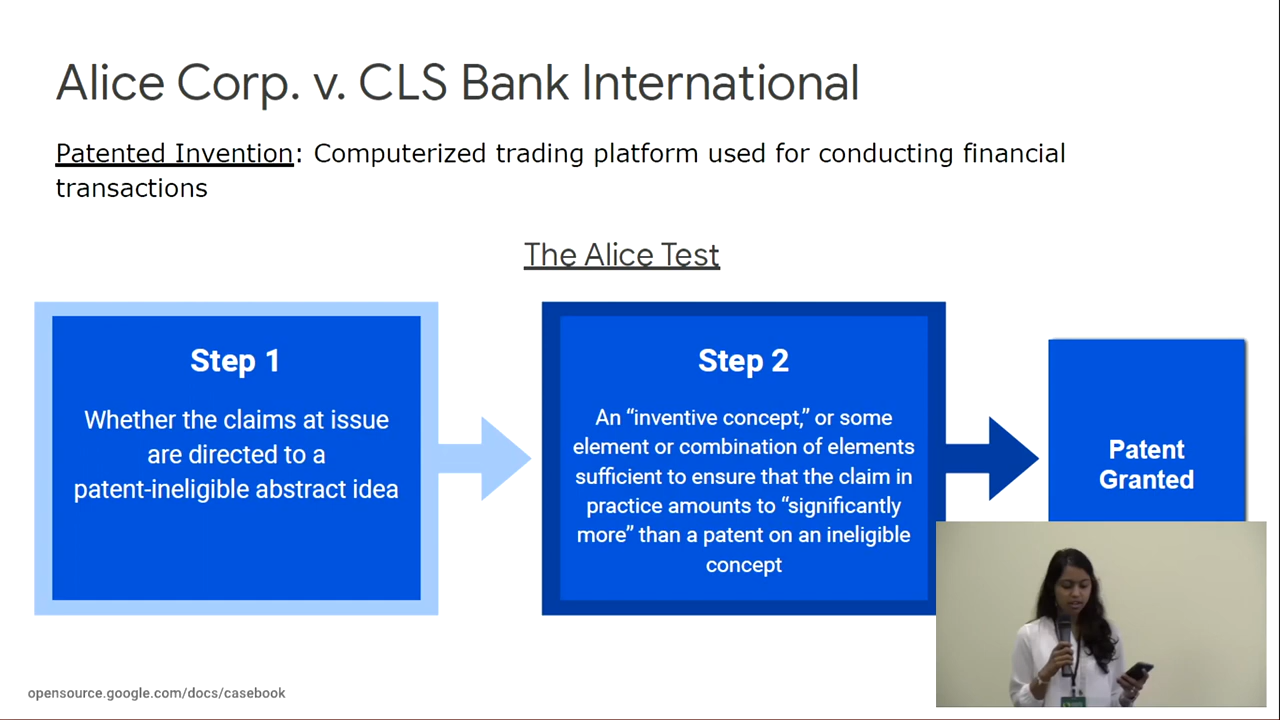 Alice Corp. v. CLS Bank International
Patented Invention: Computerized trading platform used for conducting financial
transactions
The Alice Test
Step 1
Whether the claims at issue
are directed to a
patent-ineligible abstract idea
Step 2
An “inventive concept,” or some
element or combination of elements
sufficient to ensure that the claim in
practice amounts to “significantly
more” than a patent on an ineligible
concept
Patent
Granted
opensource.google.com/docs/casebook